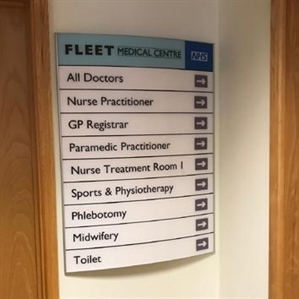 FLEET MEDICAL CENTRE NHS
All Doctors
Nurse Practitioner
GP Registrar
Paramedic Practitioner
Nurse Treatment Room 1
Sports & Physiotherapy
Phlebotomy
Midwifery
Toilet